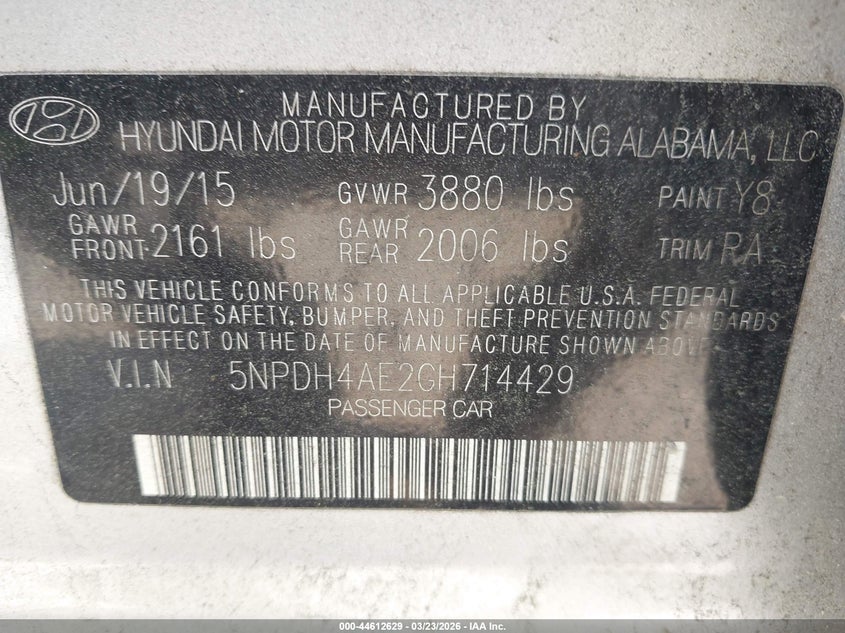 MANUFACTURED BY
HYUNDAI MOTOR MANUFACTURING ALABAMA, LLC
Jun/19/15 GVWR 3880 lbs PAINT Y8
GAWR FRONT 2161 lbs GAWR REAR 2006 lbs TRIM RA
THIS VEHICLE CONFORMS TO ALL APPLICABLE U.S.A. FEDERAL
MOTOR VEHICLE SAFETY, BUMPER, AND THEFT PREVENTION STANDARDS
IN EFFECT ON THE DATE OF MANUFACTURE SHOWN ABOVE.
V.I.N 5NPDH4AE2GH714429
PASSENGER CAR
000-44612629 | 03/23/2026 - IAA Inc.